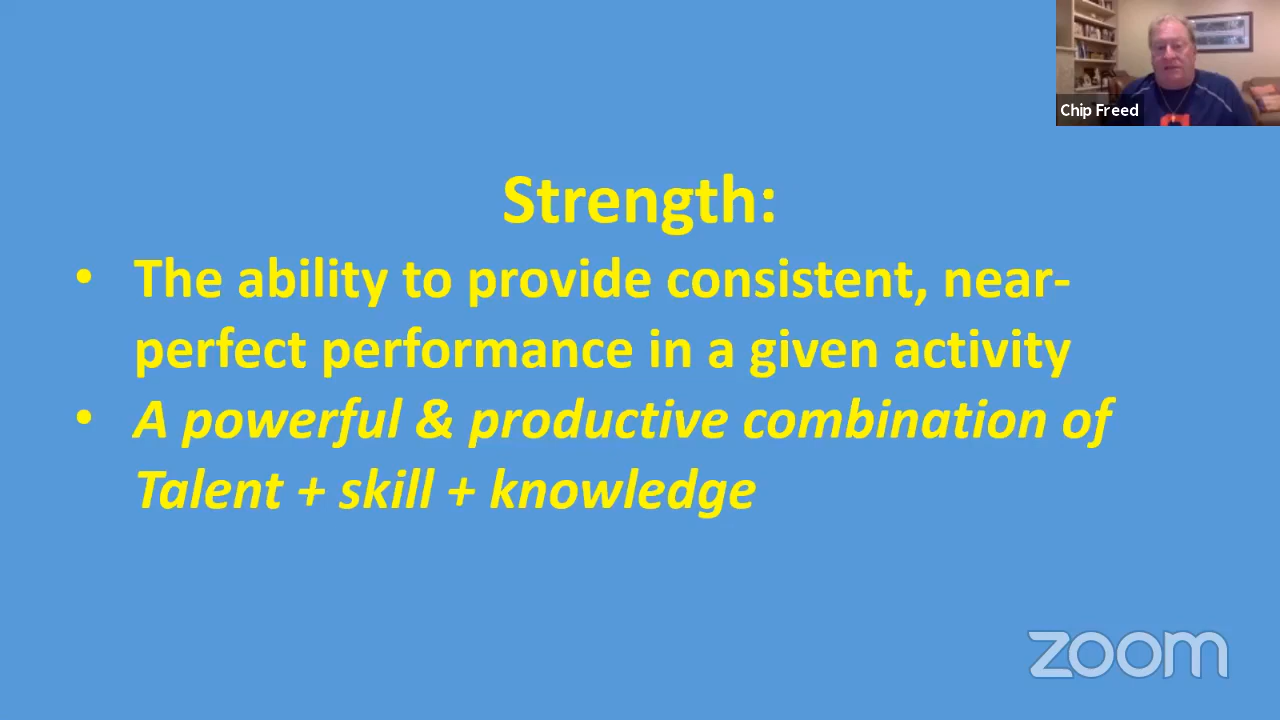 Chip Freed
Strength:
• The ability to provide consistent, near-
perfect performance in a given activity
• A powerful & productive combination of
Talent + skill + knowledge
zoom